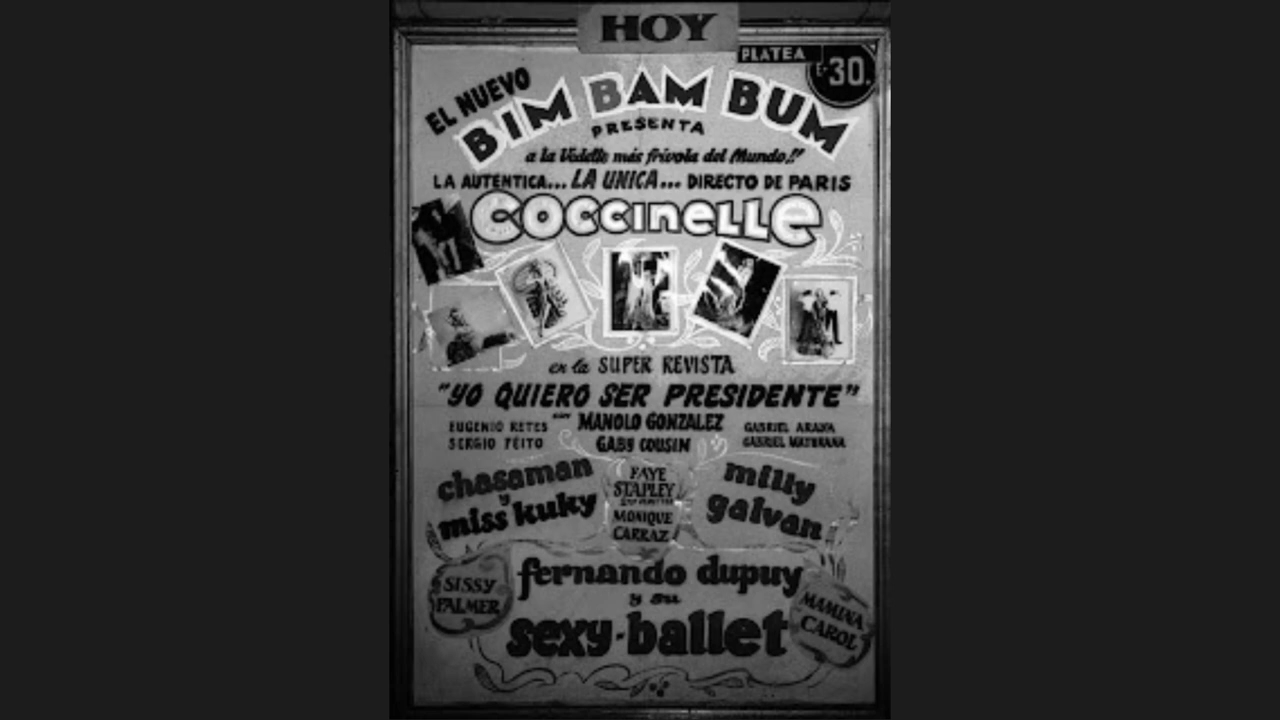 HOY
PLATEA Eº30.
EL NUEVO
BIM BAM BUM
PRESENTA
a la Vedette más frívola del Mundo!!
LA AUTENTICA... LA UNICA... DIRECTO DE PARIS
COCCINELLE
en la SUPER REVISTA
"YO QUIERO SER PRESIDENTE"
con MANOLO GONZALEZ
EUGENIO RETES
SERGIO FEITO
GABY COUSIN
GABRIEL ARAYA
GABRIEL MATURANA
chasaman
y
miss kuky
FAYE
STAPLEY
MONIQUE
CARRAZ
milly
galvan
SISSY
PALMER
fernando dupuy
y su
sexy-ballet
MAMINA
CAROL